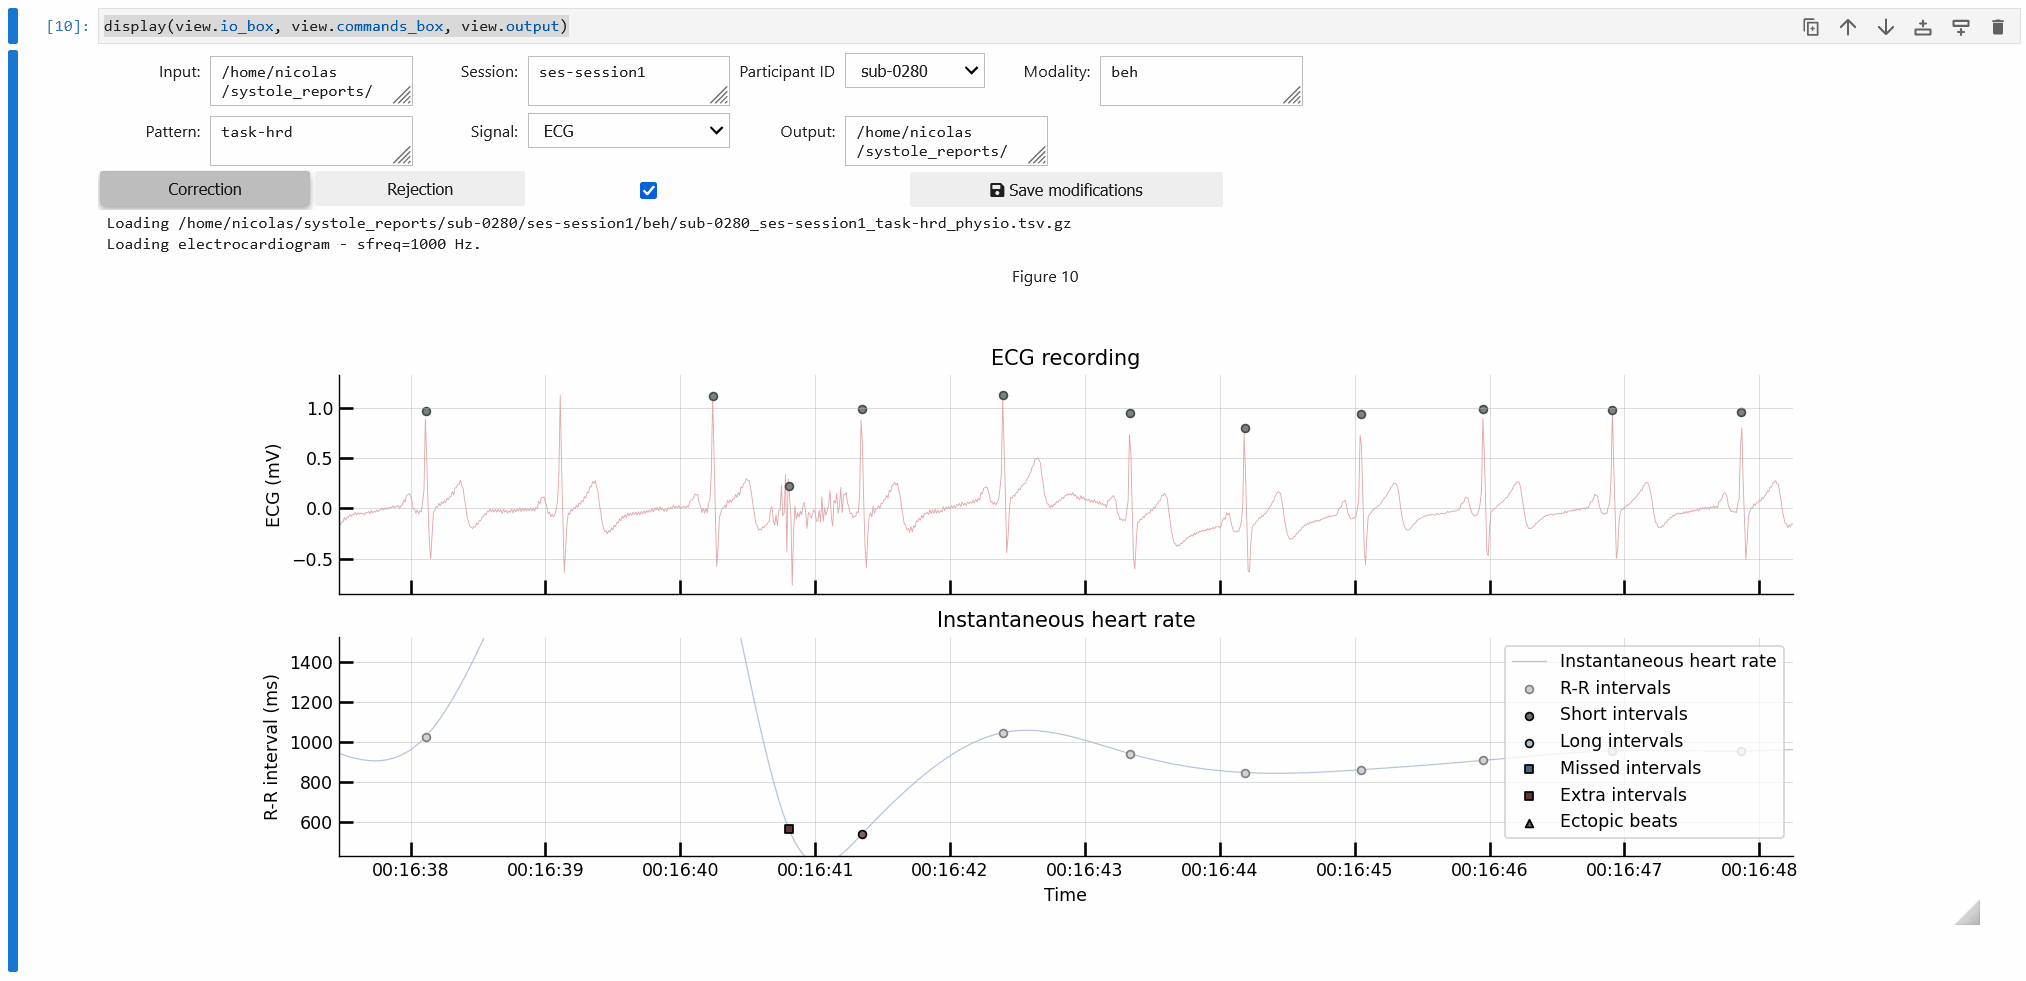 [10]: display(view.io_box, view.commands_box, view.output)
Input: /home/nicolas
/systole_reports/
Session: ses-session1
Participant ID sub-0280
Modality: beh
Pattern: task-hrd
Signal: ECG
Output: /home/nicolas
/systole_reports/
Correction
Rejection
Save modifications
Loading /home/nicolas/systole_reports/sub-0280/ses-session1/beh/sub-0280_ses-session1_task-hrd_physio.tsv.gz
Loading electrocardiogram - sfreq=1000 Hz.
Figure 10
ECG recording
ECG (mV)
1.0
0.5
0.0
−0.5
Instantaneous heart rate
R-R interval (ms)
1400
1200
1000
800
600
Instantaneous heart rate
R-R intervals
Short intervals
Long intervals
Missed intervals
Extra intervals
Ectopic beats
00:16:38 00:16:39 00:16:40 00:16:41 00:16:42 00:16:43 00:16:44 00:16:45 00:16:46 00:16:47 00:16:48
Time